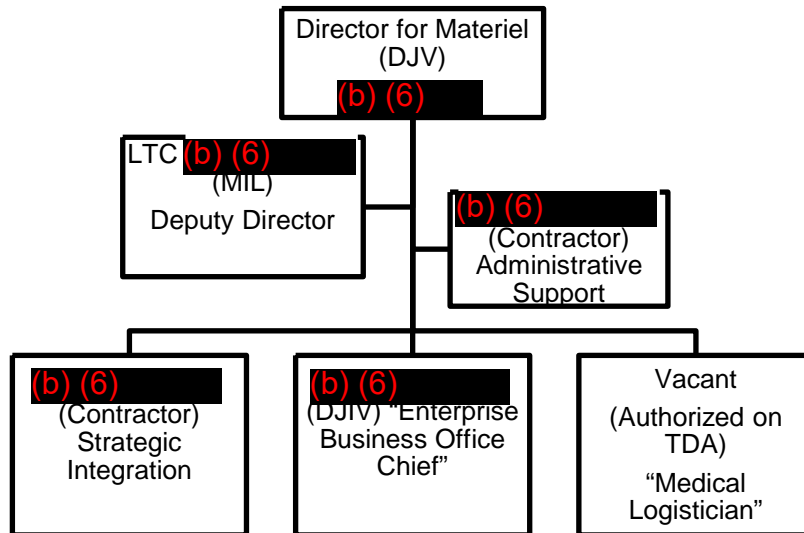 Director for Materiel
(DJV)
(b) (6)
LTC (b) (6)
(MIL)
Deputy Director
(b) (6)
(Contractor)
Administrative
Support
(b) (6)
(Contractor)
Strategic
Integration
(b) (6)
(DJIV) “Enterprise
Business Office
Chief”
Vacant
(Authorized on
TDA)
“Medical
Logistician”